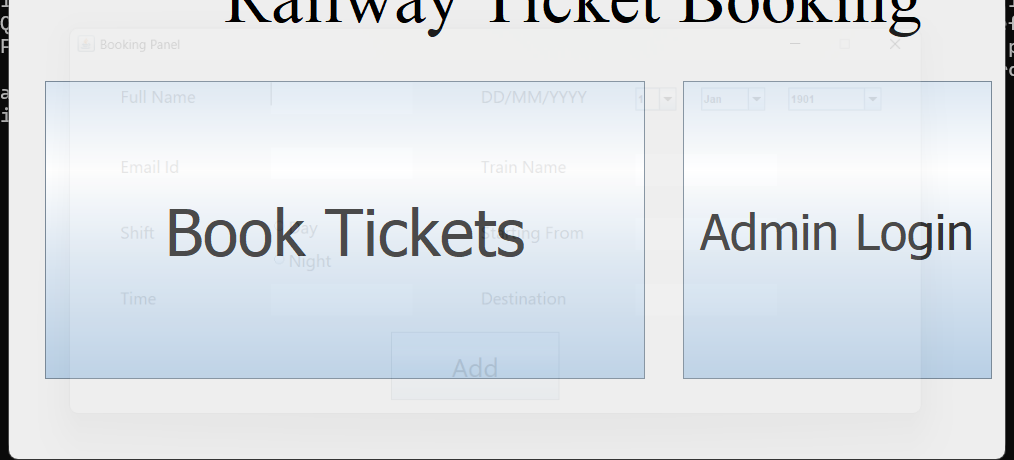 Railway Ticket Booking
Booking Panel
Full Name
DD/MM/YYYY
1
Jan
1901
Email Id
Train Name
Book Tickets
Admin Login
Shift
Day
Starting From
Night
Time
Destination
Add